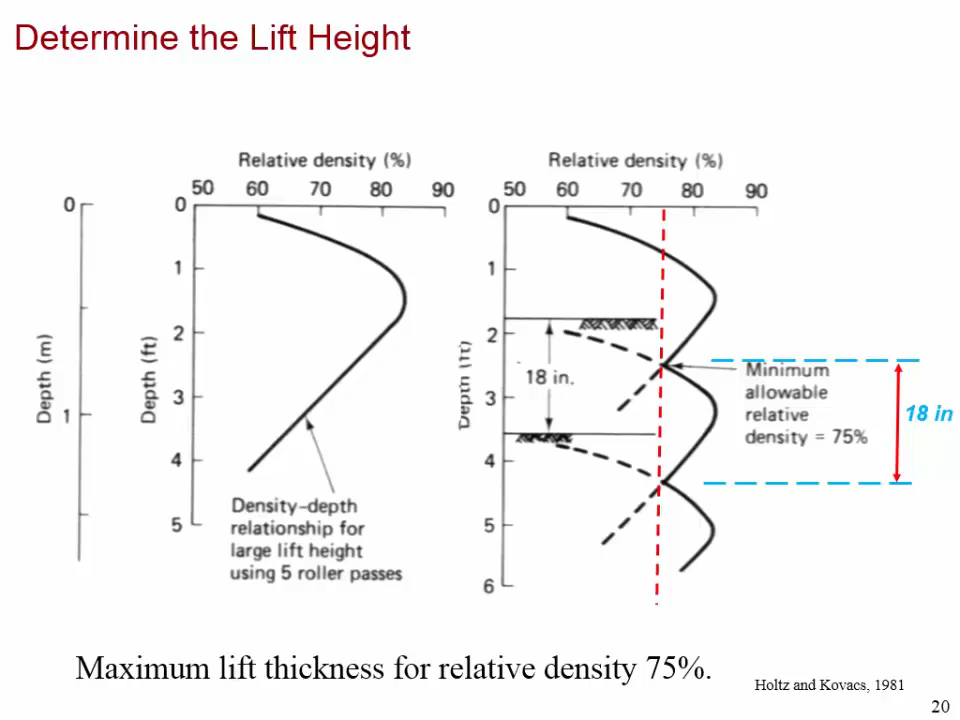 Determine the Lift Height
Relative density (%)
50 60 70 80 90
0
1
Depth (m)
0
1
2
3
4
5
Depth (ft)
Density–depth
relationship for
large lift height
using 5 roller passes
Relative density (%)
50 60 70 80 90
0
1
2
3
4
5
6
Depth (ft)
18 in.
Minimum
allowable
relative
density = 75%
18 in
Maximum lift thickness for relative density 75%.
Holtz and Kovacs, 1981
20